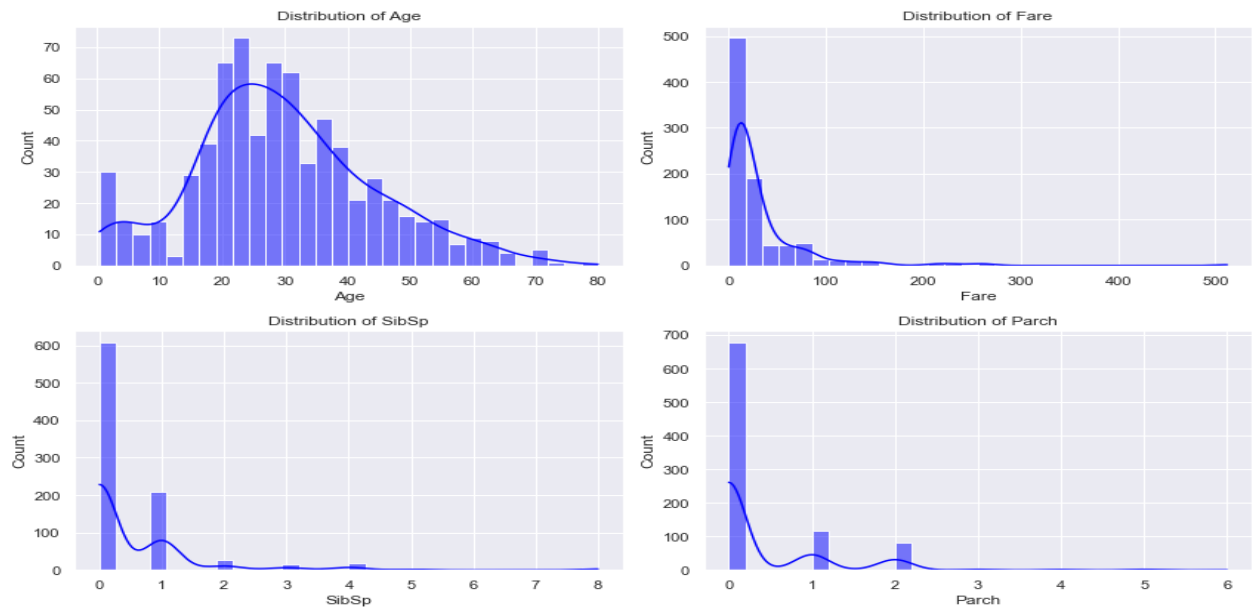 Distribution of Age
70
60
50
40
30
20
10
0
Count
0 10 20 30 40 50 60 70 80
Age
Distribution of Fare
500
400
300
200
100
0
Count
0 100 200 300 400 500
Fare
Distribution of SibSp
600
500
400
300
200
100
0
Count
0 1 2 3 4 5 6 7 8
SibSp
Distribution of Parch
700
600
500
400
300
200
100
0
Count
0 1 2 3 4 5 6
Parch